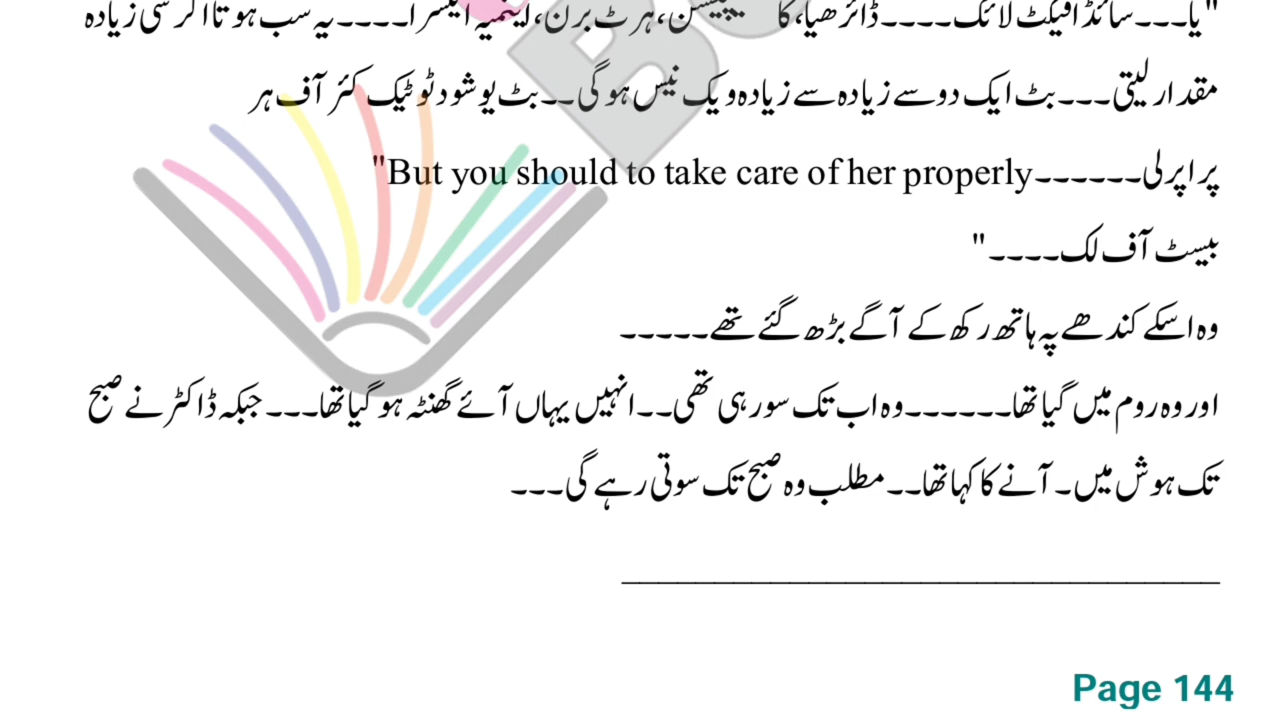 "یا۔۔۔سائڈ افیکٹ لائک۔۔۔۔ڈائرھیا، کا پیشن، ہرٹ برن، اینمیہ ایکسرا۔۔۔۔یہ سب ہوتا اگر سی زیادہ
مقدار لیتی۔۔۔بٹ ایک دو سے زیادہ سے زیادہ ویک نیس ہو گی۔۔بٹ یو شود ٹو ٹیک کئر آف ہر
پراپرلی۔۔۔۔۔۔But you should to take care of her properly"
بیسٹ آف لک۔۔۔۔"
وہ اسکے کندھے پہ ہاتھ رکھ کے آگے بڑھ گئے تھے۔۔۔۔۔
اور وہ روم میں گیا تھا۔۔۔۔۔۔وہ اب تک سو رہی تھی۔۔انہیں یہاں آئے گھنٹہ ہو گیا تھا۔۔۔جبکہ ڈاکٹر نے صبح
تک ہوش میں۔ آنے کا کہا تھا۔۔مطلب وہ صبح تک سوتی رہے گی۔۔۔
Page 144